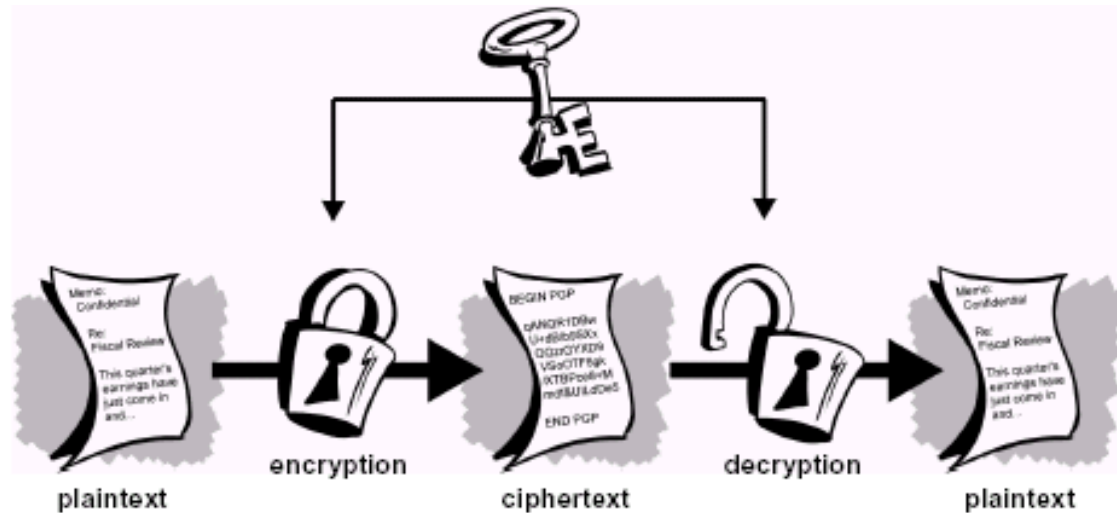 Memo:
Confidential
Re:
Fiscal Review
This quarter's
earnings have
just come in
and...
BEGIN PGP
END PGP
Memo:
Confidential
Re:
Fiscal Review
This quarter's
earnings have
just come in
and...
encryption
decryption
plaintext
ciphertext
plaintext